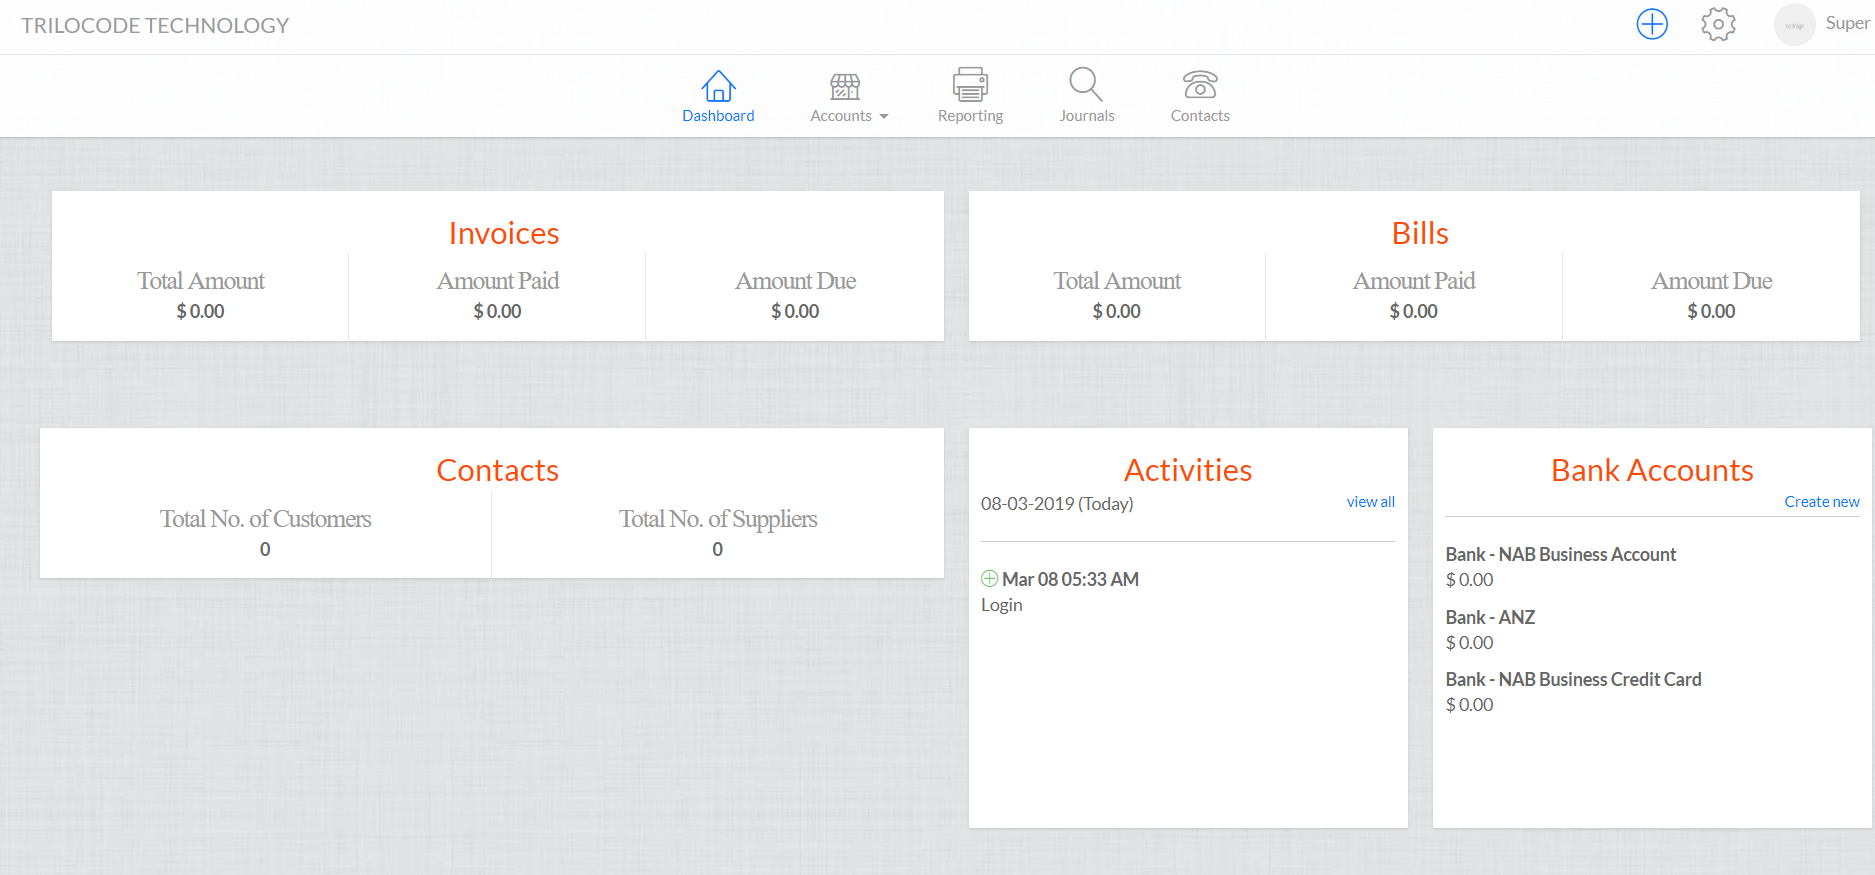 TRILOCODE TECHNOLOGY
Super
Dashboard
Accounts
Reporting
Journals
Contacts
Invoices
Total Amount
$ 0.00
Amount Paid
$ 0.00
Amount Due
$ 0.00
Bills
Total Amount
$ 0.00
Amount Paid
$ 0.00
Amount Due
$ 0.00
Contacts
Total No. of Customers
0
Total No. of Suppliers
0
Activities
08-03-2019 (Today)
view all
Mar 08 05:33 AM
Login
Bank Accounts
Create new
Bank - NAB Business Account
$ 0.00
Bank - ANZ
$ 0.00
Bank - NAB Business Credit Card
$ 0.00